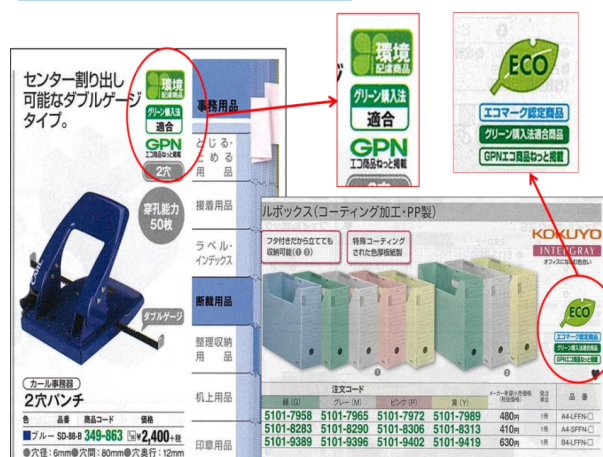 センター割り出し
可能なダブルゲージ
タイプ。
環境
配慮商品
グリーン購入法
適合
GPN
エコ商品ねっと掲載
2穴
穿孔能力
50枚
ダブルゲージ
カール事務器
2穴パンチ
色 品番 商品コード 価格
ブルー SD-88-B 349-863 ¥2,400+税
●穴径:6mm●穴間:80mm●穴奥行:12mm
事務用品
とじる・
とめる
用品
接着用品
ラベル・
インデックス
断裁用品
整理収納
用品
机上用品
印章用品
環境
配慮商品
グリーン購入法
適合
GPN
エコ商品ねっと掲載
ECO
エコマーク認定商品
グリーン購入法適合商品
GPNエコ商品ねっと掲載
ルボックス(コーティング加工・PP製)
フタ付きだから立てても
収納可能
特殊コーティング
された色厚板紙製
KOKUYO
INTEGRAY
ECO
エコマーク認定商品
グリーン購入法適合商品
GPNエコ商品ねっと掲載
注文コード
緑(G) グレー(M) ピンク(P) 黄(Y) 品番
5101-7958 5101-7965 5101-7972 5101-7989 480円 1冊 A4-LFFN-□
5101-8283 5101-8290 5101-8306 5101-8313 410円 1冊 A4-SFFN-□
5101-9389 5101-9396 5101-9402 5101-9419 630円 1冊 B4-LFFN-□